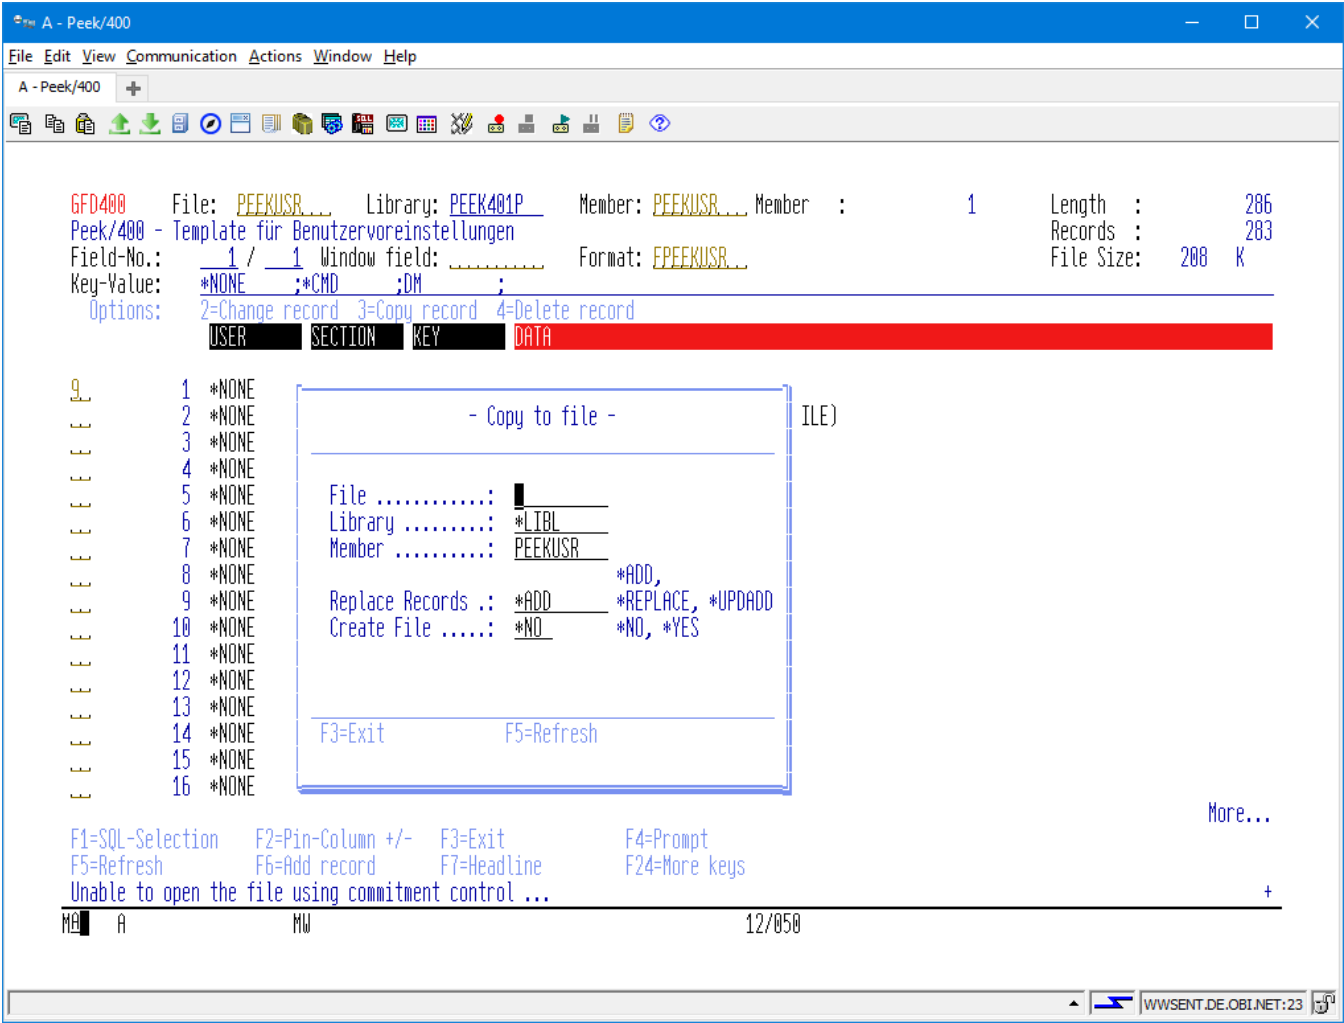 A - Peek/400
File Edit View Communication Actions Window Help
A - Peek/400
GFD400 File: PEEKUSR Library: PEEK401P Member: PEEKUSR Member : 1 Length : 286
Peek/400 - Template für Benutzervoreinstellungen Records : 283
Field-No.: 1 / 1 Window field: Format: FPEEKUSR File Size: 208 K
Key-Value: *NONE ;*CMD ;DM ;
Options: 2=Change record 3=Copy record 4=Delete record
USER SECTION KEY DATA
9 1 *NONE
2 *NONE - Copy to file - ILE)
3 *NONE
4 *NONE
5 *NONE File ............:
6 *NONE Library .........: *LIBL
7 *NONE Member ..........: PEEKUSR
8 *NONE *ADD,
9 *NONE Replace Records .: *ADD *REPLACE, *UPDADD
10 *NONE Create File .....: *NO *NO, *YES
11 *NONE
12 *NONE
13 *NONE
14 *NONE F3=Exit F5=Refresh
15 *NONE
16 *NONE
More...
F1=SQL-Selection F2=Pin-Column +/- F3=Exit F4=Prompt
F5=Refresh F6=Add record F7=Headline F24=More keys
Unable to open the file using commitment control ... +
MA A MW 12/050
WWSENT.DE.OBI.NET:23